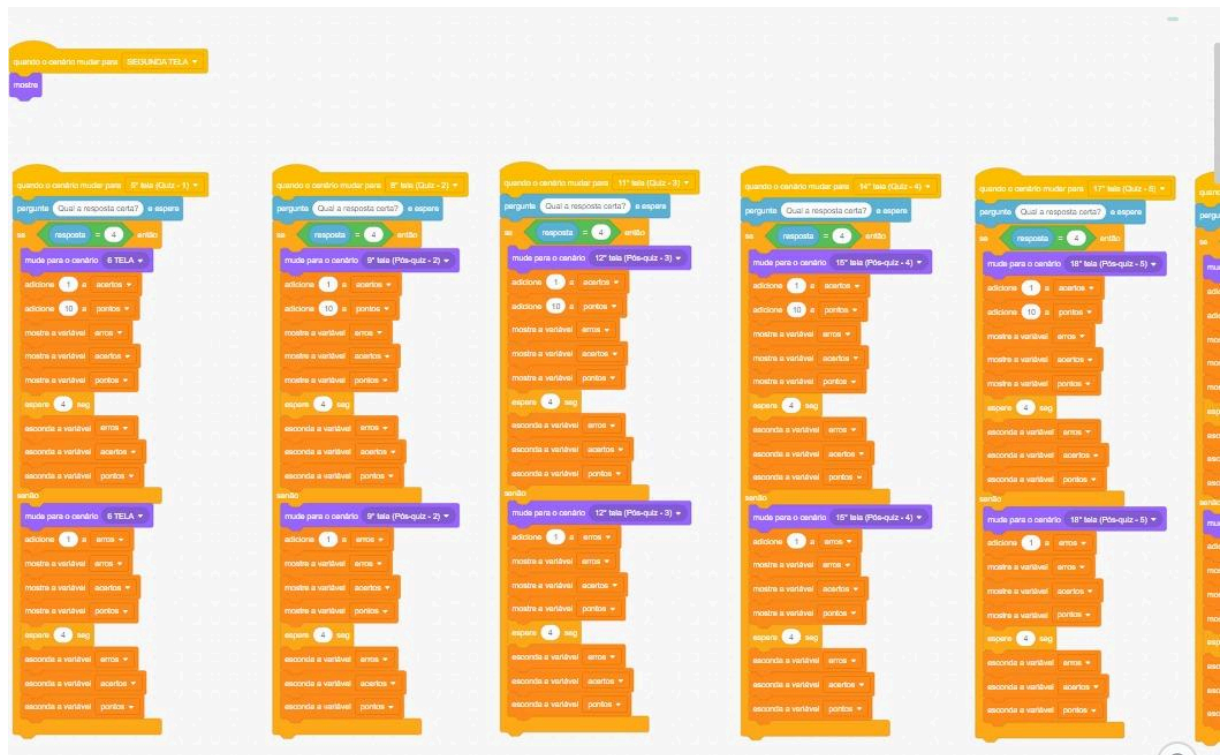 quando o cenário mudar para SEGUNDA TELA
mostre
quando o cenário mudar para 5ª tela (Quiz - 1)
pergunte Qual a resposta certa? e espere
se resposta = 4 então
mude para o cenário 6 TELA
adicione 1 a acertos
adicione 10 a pontos
mostre a variável erros
mostre a variável acertos
mostre a variável pontos
espere 4 seg
esconda a variável erros
esconda a variável acertos
esconda a variável pontos
senão
mude para o cenário 6 TELA
adicione 1 a erros
mostre a variável erros
mostre a variável acertos
mostre a variável pontos
espere 4 seg
esconda a variável erros
esconda a variável acertos
esconda a variável pontos
quando o cenário mudar para 8ª tela (Quiz - 2)
pergunte Qual a resposta certa? e espere
se resposta = 4 então
mude para o cenário 9ª tela (Pós-quiz - 2)
adicione 1 a acertos
adicione 10 a pontos
mostre a variável erros
mostre a variável acertos
mostre a variável pontos
espere 4 seg
esconda a variável erros
esconda a variável acertos
esconda a variável pontos
senão
mude para o cenário 9ª tela (Pós-quiz - 2)
adicione 1 a erros
mostre a variável erros
mostre a variável acertos
mostre a variável pontos
espere 4 seg
esconda a variável erros
esconda a variável acertos
esconda a variável pontos
quando o cenário mudar para 11ª tela (Quiz - 3)
pergunte Qual a resposta certa? e espere
se resposta = 4 então
mude para o cenário 12ª tela (Pós-quiz - 3)
adicione 1 a acertos
adicione 10 a pontos
mostre a variável erros
mostre a variável acertos
mostre a variável pontos
espere 4 seg
esconda a variável erros
esconda a variável acertos
esconda a variável pontos
senão
mude para o cenário 12ª tela (Pós-quiz - 3)
adicione 1 a erros
mostre a variável erros
mostre a variável acertos
mostre a variável pontos
espere 4 seg
esconda a variável erros
esconda a variável acertos
esconda a variável pontos
quando o cenário mudar para 14ª tela (Quiz - 4)
pergunte Qual a resposta certa? e espere
se resposta = 4 então
mude para o cenário 15ª tela (Pós-quiz - 4)
adicione 1 a acertos
adicione 10 a pontos
mostre a variável erros
mostre a variável acertos
mostre a variável pontos
espere 4 seg
esconda a variável erros
esconda a variável acertos
esconda a variável pontos
senão
mude para o cenário 15ª tela (Pós-quiz - 4)
adicione 1 a erros
mostre a variável erros
mostre a variável acertos
mostre a variável pontos
espere 4 seg
esconda a variável erros
esconda a variável acertos
esconda a variável pontos
quando o cenário mudar para 17ª tela (Quiz - 5)
pergunte Qual a resposta certa? e espere
se resposta = 4 então
mude para o cenário 18ª tela (Pós-quiz - 5)
adicione 1 a acertos
adicione 10 a pontos
mostre a variável erros
mostre a variável acertos
mostre a variável pontos
espere 4 seg
esconda a variável erros
esconda a variável acertos
esconda a variável pontos
senão
mude para o cenário 18ª tela (Pós-quiz - 5)
adicione 1 a erros
mostre a variável erros
mostre a variável acertos
mostre a variável pontos
espere 4 seg
esconda a variável erros
esconda a variável acertos
esconda a variável pontos